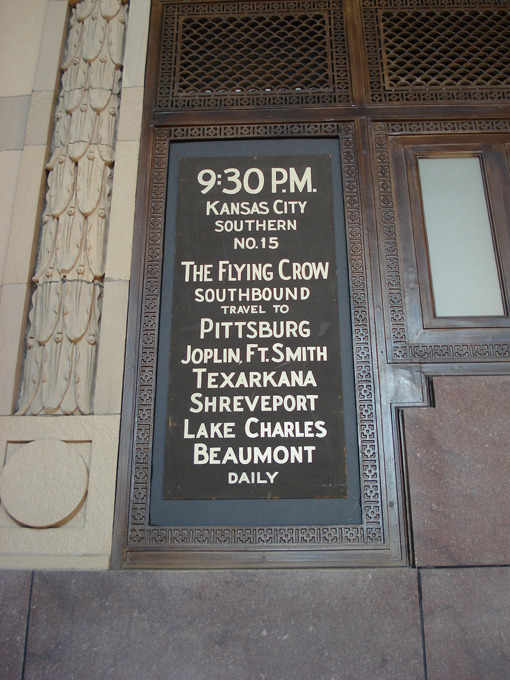 9:30 P.M.
KANSAS CITY
SOUTHERN
NO.15
THE FLYING CROW
SOUTHBOUND
TRAVEL TO
PITTSBURG
JOPLIN, FT. SMITH
TEXARKANA
SHREVEPORT
LAKE CHARLES
BEAUMONT
DAILY